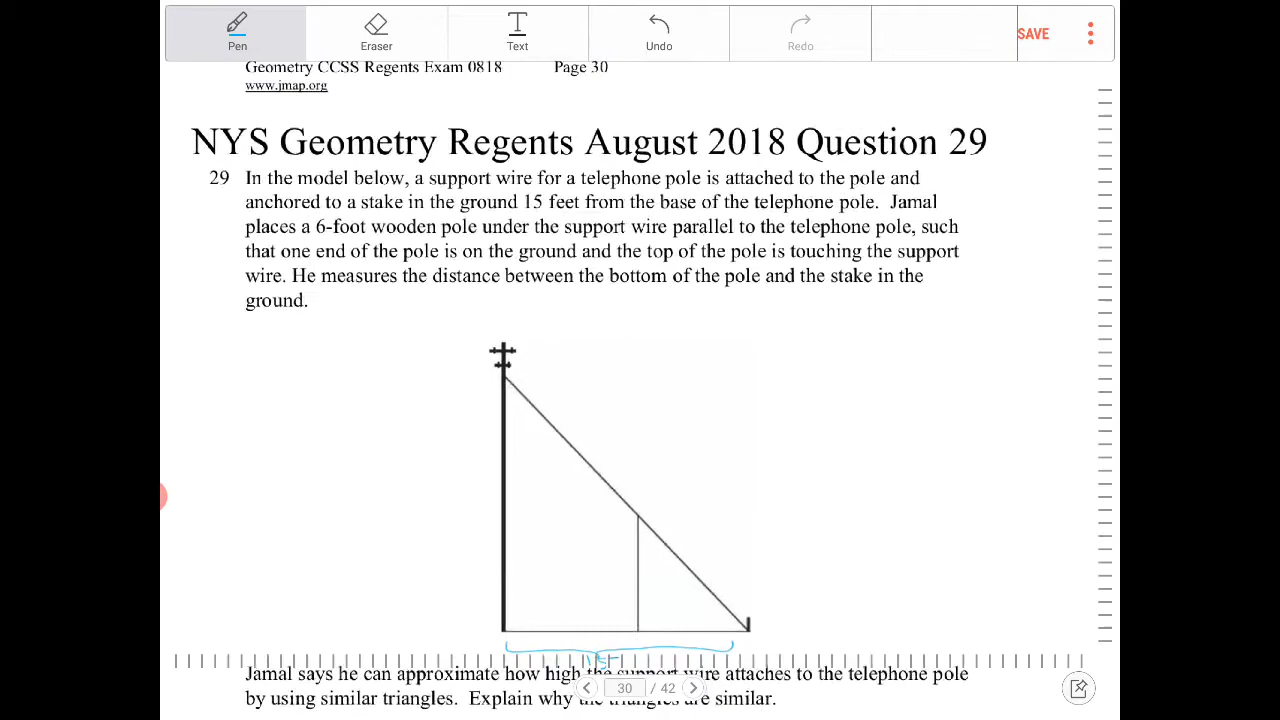 Pen
Eraser
Text
Undo
Redo
SAVE
Geometry CCSS Regents Exam 0818 Page 30
www.jmap.org
NYS Geometry Regents August 2018 Question 29
29 In the model below, a support wire for a telephone pole is attached to the pole and
anchored to a stake in the ground 15 feet from the base of the telephone pole. Jamal
places a 6-foot wooden pole under the support wire parallel to the telephone pole, such
that one end of the pole is on the ground and the top of the pole is touching the support
wire. He measures the distance between the bottom of the pole and the stake in the
ground.
15
Jamal says he can approximate how high the support wire attaches to the telephone pole
30 / 42
by using similar triangles. Explain why the triangles are similar.